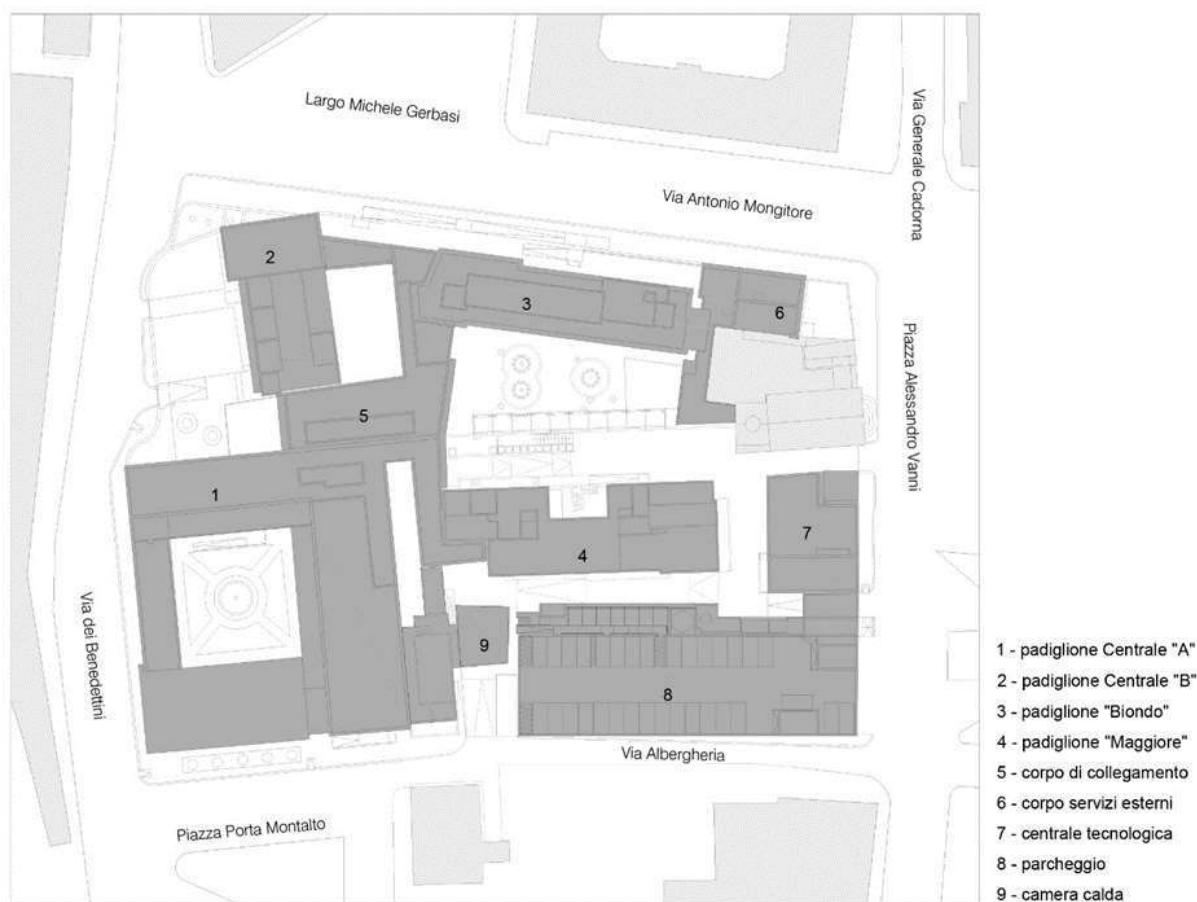 Largo Michele Gerbasi
Via Generale Cadorna
Via Antonio Mongitore
2
3
6
Piazza Alessandro Vanni
5
1
7
4
Via dei Benedettini
9
8
Via Albergheria
Piazza Porta Montalto
1 - padiglione Centrale "A"
2 - padiglione Centrale "B"
3 - padiglione "Biondo"
4 - padiglione "Maggiore"
5 - corpo di collegamento
6 - corpo servizi esterni
7 - centrale tecnologica
8 - parcheggio
9 - camera calda